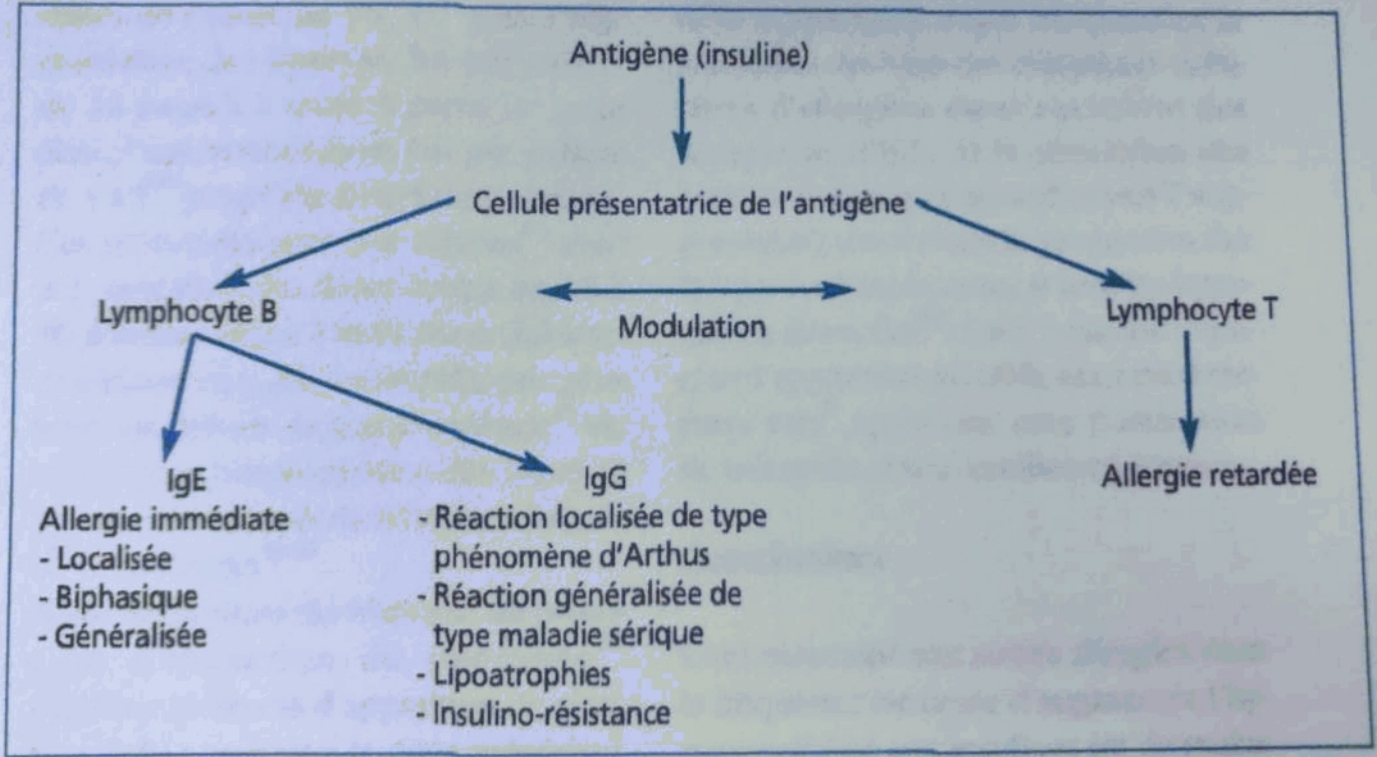 Antigène (insuline)
Cellule présentatrice de l'antigène
Lymphocyte B
Modulation
Lymphocyte T
IgE
Allergie immédiate
- Localisée
- Biphasique
- Généralisée
IgG
- Réaction localisée de type
phénomène d'Arthus
- Réaction généralisée de
type maladie sérique
- Lipoatrophies
- Insulino-résistance
Allergie retardée